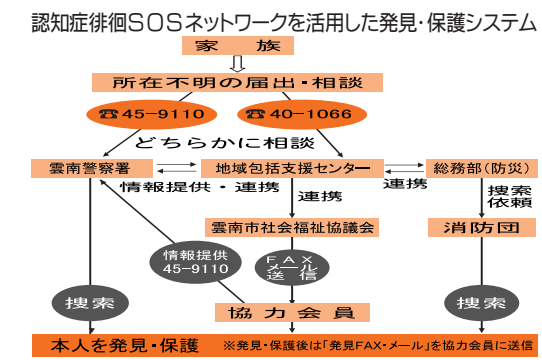 認知症徘徊SOSネットワークを活用した発見・保護システム
家族
所在不明の届出・相談
☎45-9110
☎40-1066
どちらかに相談
雲南警察署
地域包括支援センター
総務部(防災)
情報提供・連携
連携
連携
捜索
依頼
雲南市社会福祉協議会
消防団
情報提供
45-9110
FAX
メール
送信
捜索
協力会員
捜索
本人を発見・保護 ※発見・保護後は「発見FAX・メール」を協力会員に送信